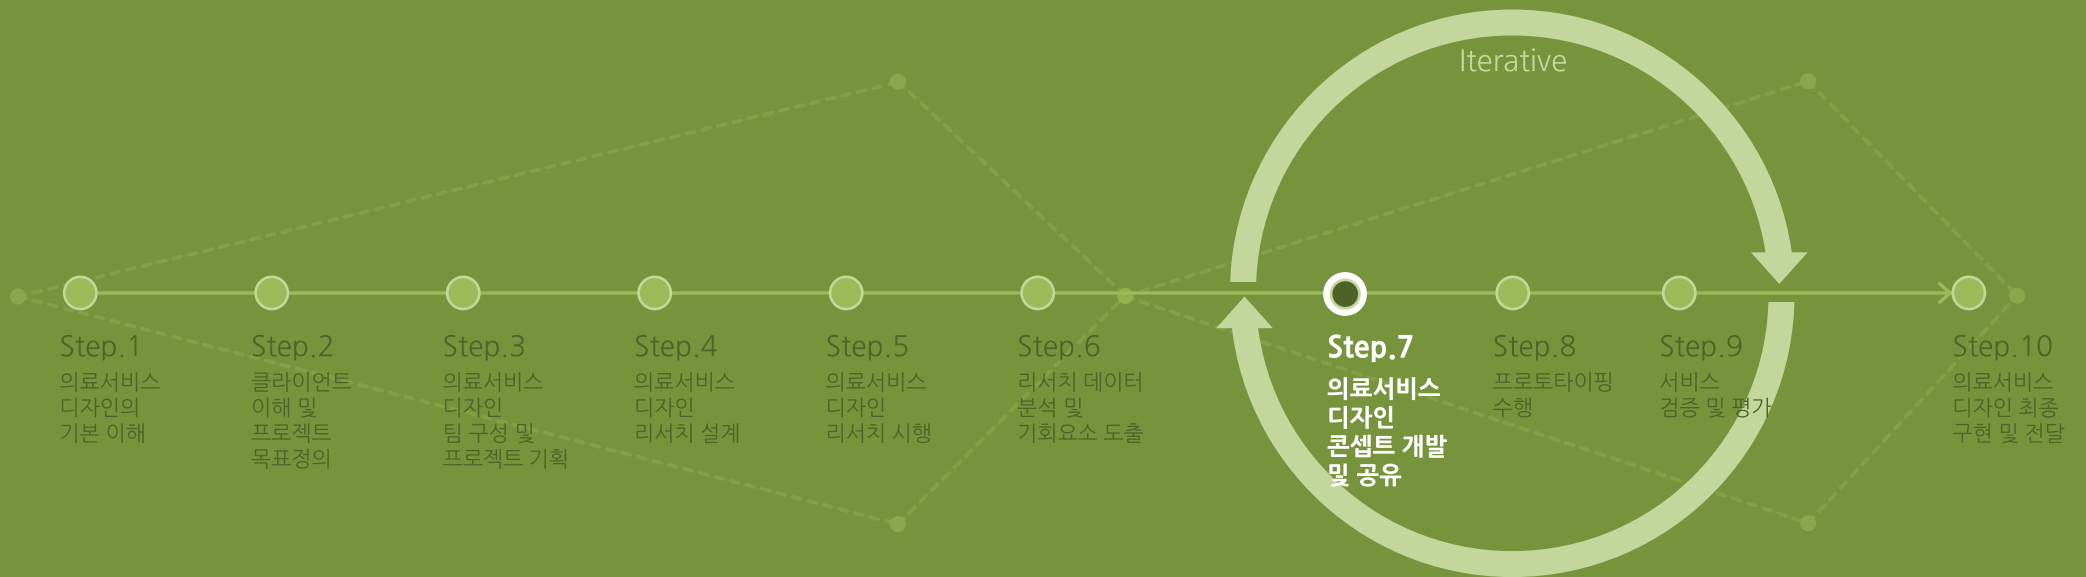 Iterative
Step.1
의료서비스
디자인의
기본 이해
Step.2
클라이언트
이해 및
프로젝트
목표정의
Step.3
의료서비스
디자인
팀 구성 및
프로젝트 기획
Step.4
의료서비스
디자인
리서치 설계
Step.5
의료서비스
디자인
리서치 시행
Step.6
리서치 데이터
분석 및
기회요소 도출
Step.7
의료서비스
디자인
콘셉트 개발
및 공유
Step.8
프로토타이핑
수행
Step.9
서비스
검증 및 평가
Step.10
의료서비스
디자인 최종
구현 및 전달